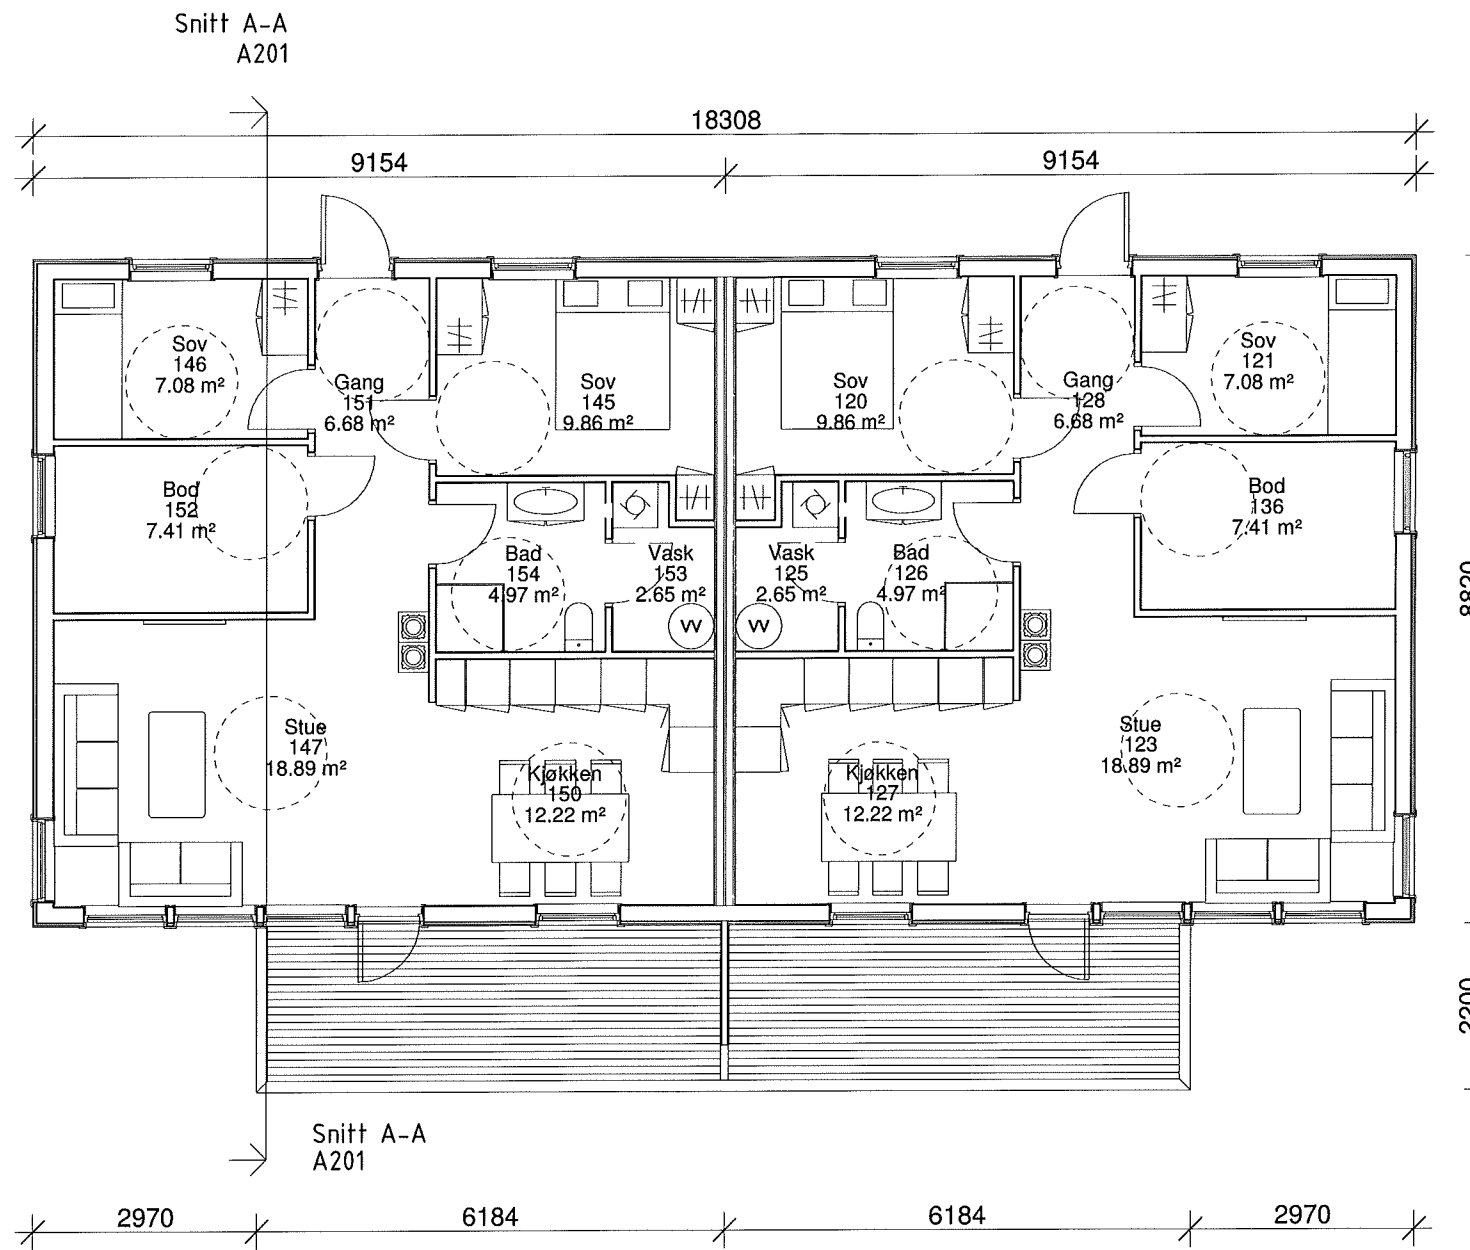 Snitt A-A
A201
18308
9154
9154
Sov
146
7.08 m²
Gang
151
6.68 m²
Sov
145
9.86 m²
Sov
120
9.86 m²
Gang
128
6.68 m²
Sov
121
7.08 m²
Bod
152
7.41 m²
Bad
154
4.97 m²
Vask
153
2.65 m²
Vask
125
2.65 m²
Bad
126
4.97 m²
Bod
136
7.41 m²
VV
VV
8820
Stue
147
18.89 m²
Kjøkken
150
12.22 m²
Kjøkken
127
12.22 m²
Stue
123
18.89 m²
2200
Snitt A-A
A201
2970
6184
6184
2970